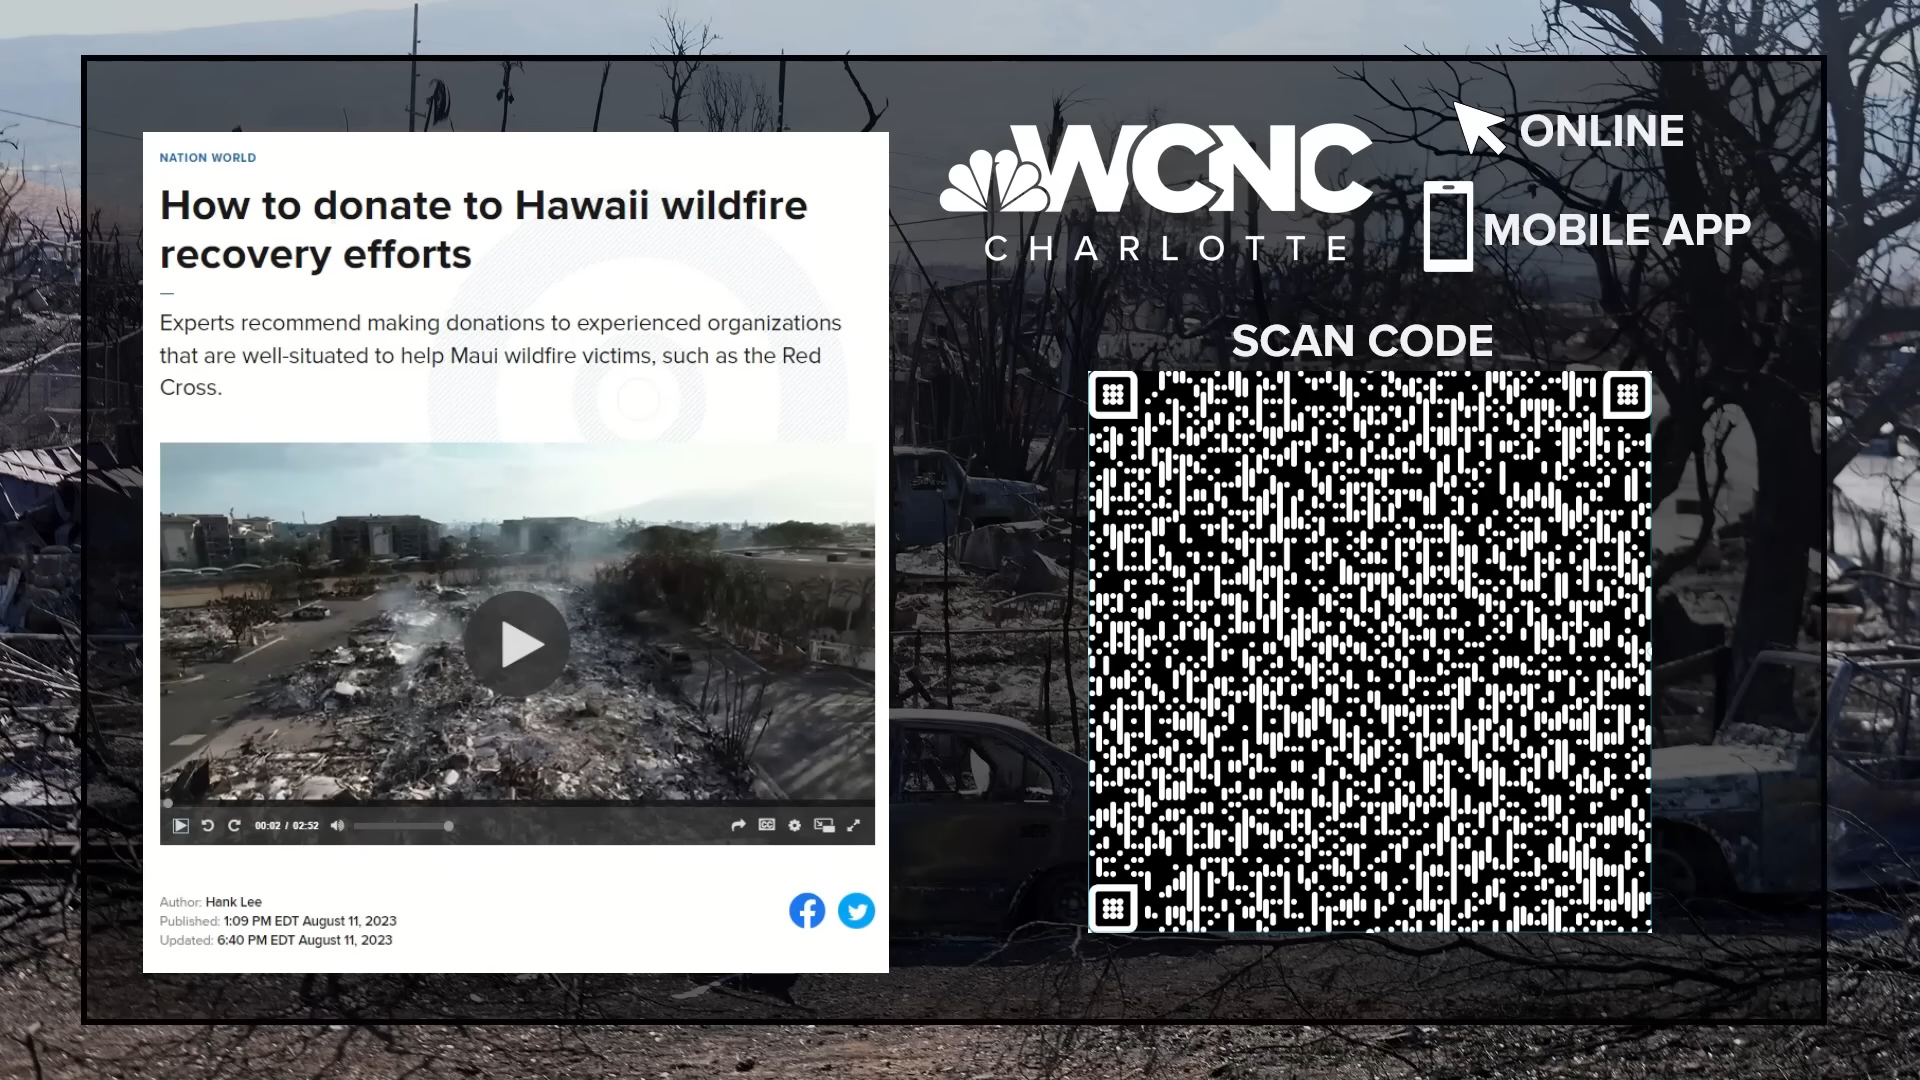 NATION WORLD
How to donate to Hawaii wildfire
recovery efforts
Experts recommend making donations to experienced organizations
that are well-situated to help Maui wildfire victims, such as the Red
Cross.
00:02 / 02:52
CC
Author: Hank Lee
Published: 1:09 PM EDT August 11, 2023
Updated: 6:40 PM EDT August 11, 2023
WCNC
CHARLOTTE
ONLINE
MOBILE APP
SCAN CODE